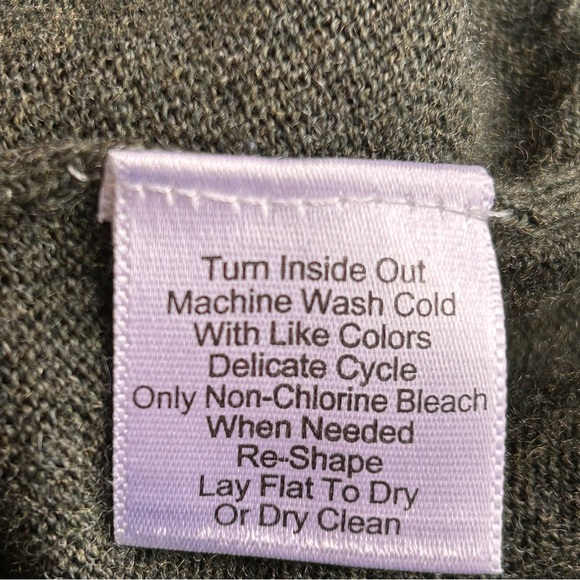 Turn Inside Out
Machine Wash Cold
With Like Colors
Delicate Cycle
Only Non-Chlorine Bleach
When Needed
Re-Shape
Lay Flat To Dry
Or Dry Clean